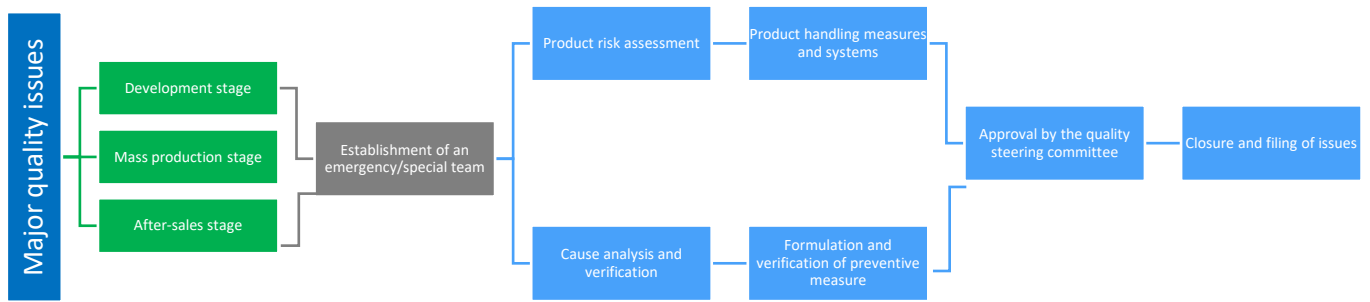 Major quality issues
Development stage
Mass production stage
After-sales stage
Establishment of an
emergency/special team
Product risk assessment
Product handling measures
and systems
Cause analysis and
verification
Formulation and
verification of preventive
measure
Approval by the quality
steering committee
Closure and filing of issues